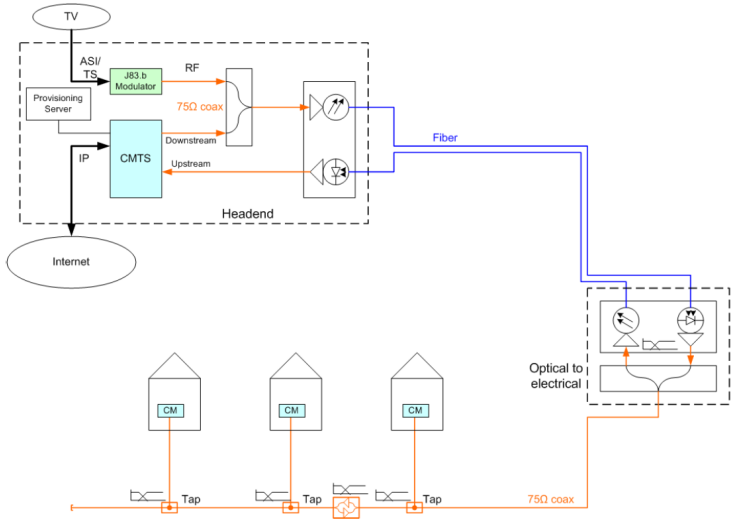 TV
ASI/
TS
J83.b
Modulator
RF
Provisioning
Server
75Ω coax
Fiber
Downstream
IP
CMTS
Upstream
Headend
Internet
Optical to
electrical
CM
CM
CM
Tap
Tap
Tap
75Ω coax